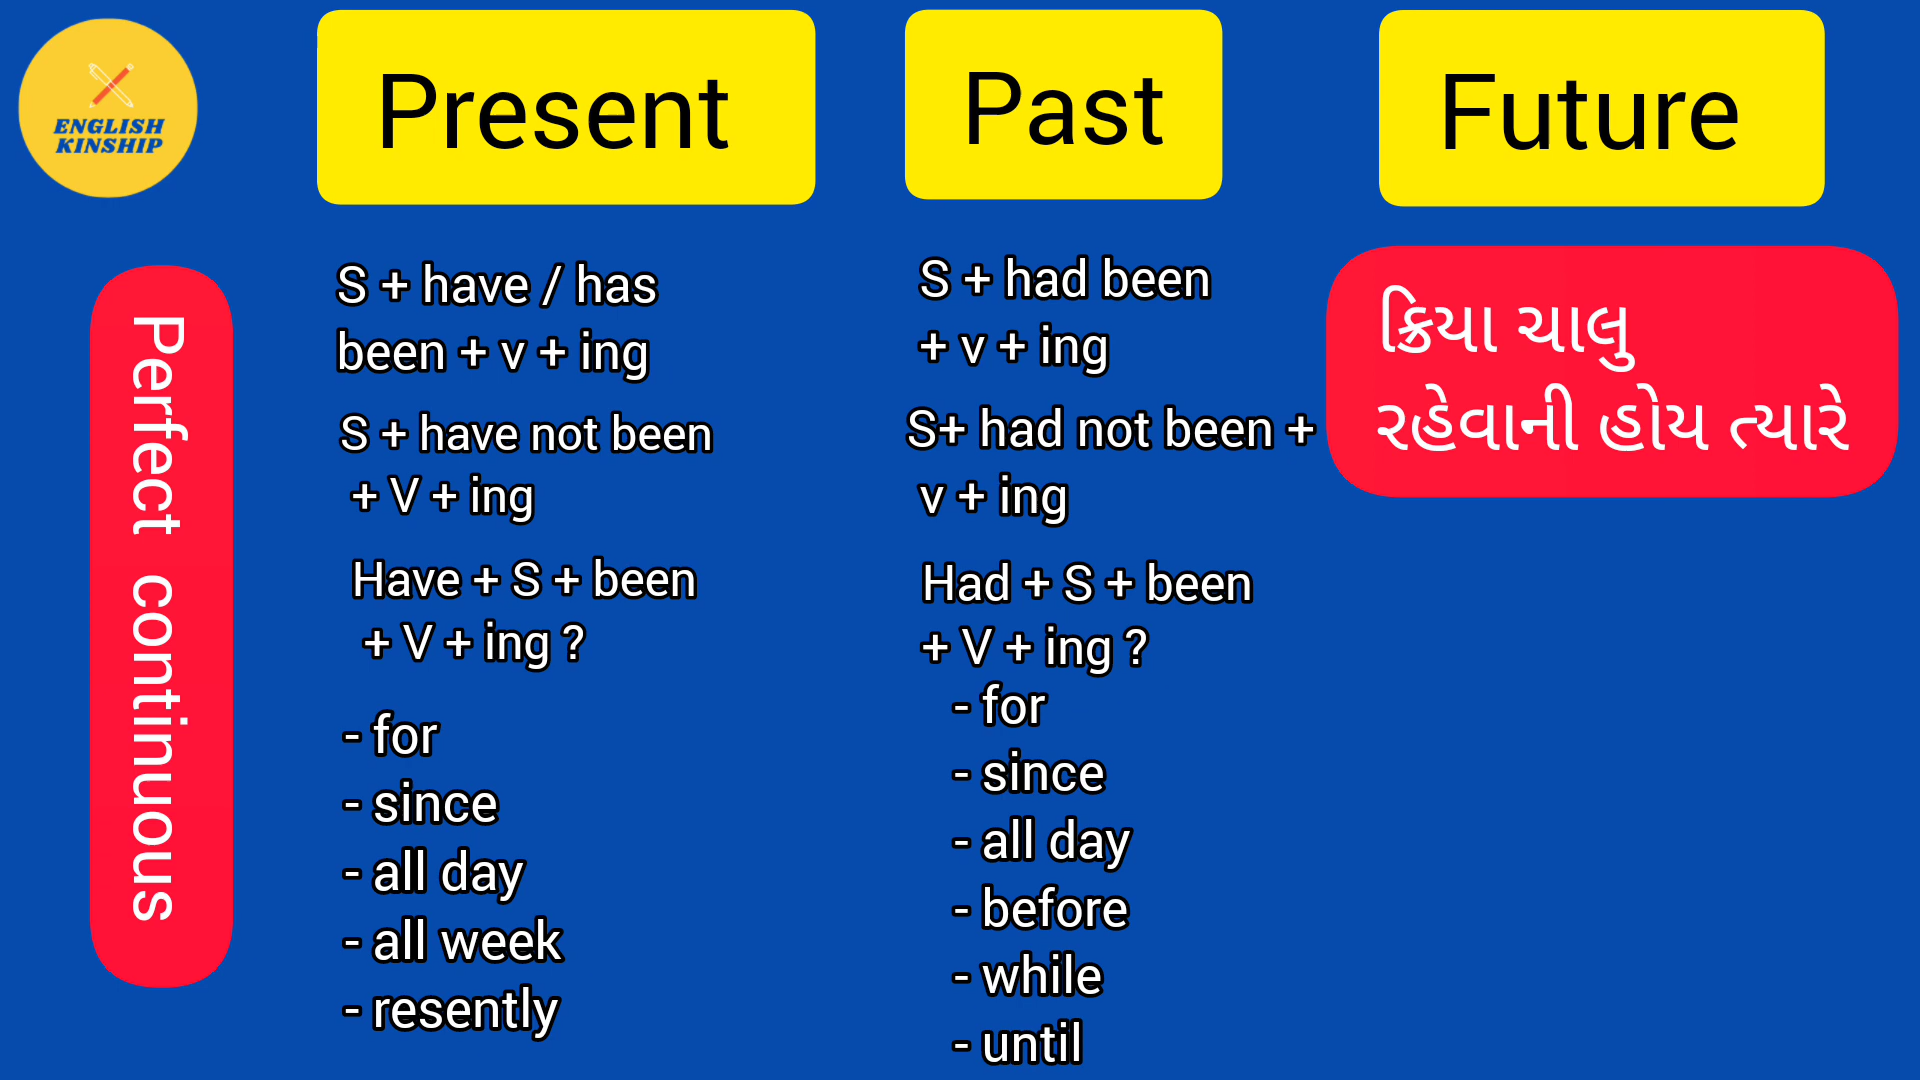 ENGLISH
KINSHIP
Present
Past
Future
Perfect continuous
S + have / has
been + v + ing
S + have not been
+ V + ing
Have + S + been
+ V + ing ?
- for
- since
- all day
- all week
- resently
S + had been
+ v + ing
S+ had not been +
v + ing
Had + S + been
+ V + ing ?
- for
- since
- all day
- before
- while
- until
ક્રિયા ચાલુ
રહેવાની હોય ત્યારે